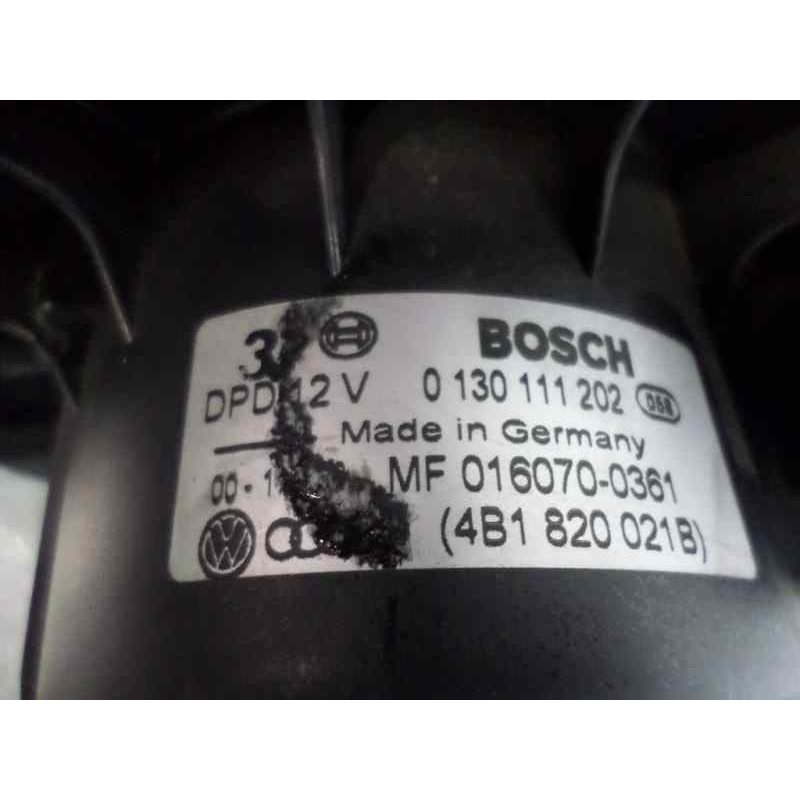 BOSCH
DPD 12 V 0 130 111 202
Made in Germany
MF 016070-0361
(4B1 820 021B)